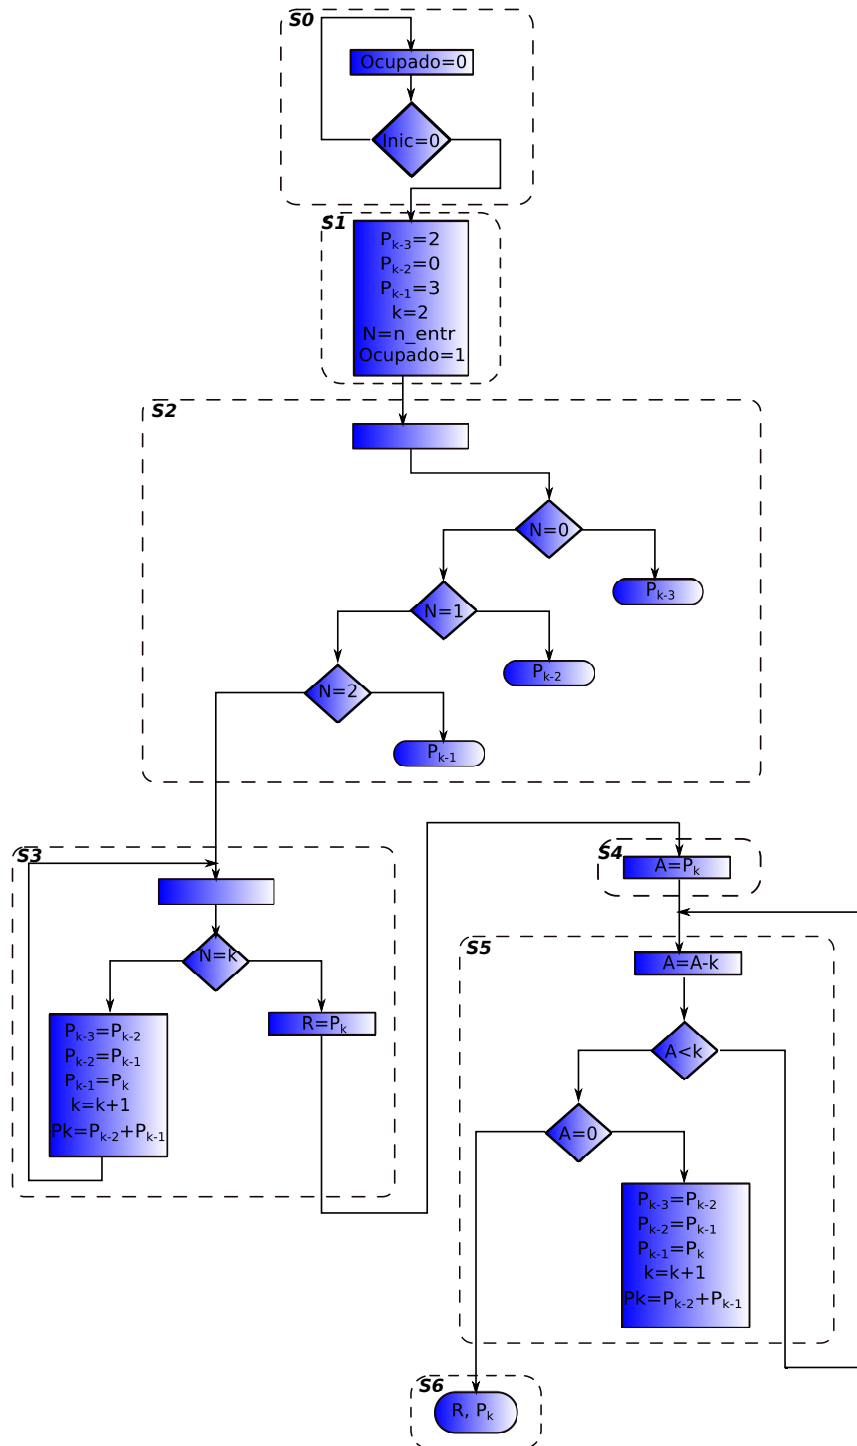 S0
Ocupado=0
Inic=0
S1
Pk-3=2
Pk-2=0
Pk-1=3
k=2
N=n_entr
Ocupado=1
S2
N=0
Pk-3
N=1
Pk-2
N=2
Pk-1
S3
N=k
Pk-3=Pk-2
Pk-2=Pk-1
Pk-1=Pk
k=k+1
Pk=Pk-2+Pk-1
R=Pk
S4
A=Pk
S5
A=A-k
A<k
A=0
Pk-3=Pk-2
Pk-2=Pk-1
Pk-1=Pk
k=k+1
Pk=Pk-2+Pk-1
S6
R, Pk